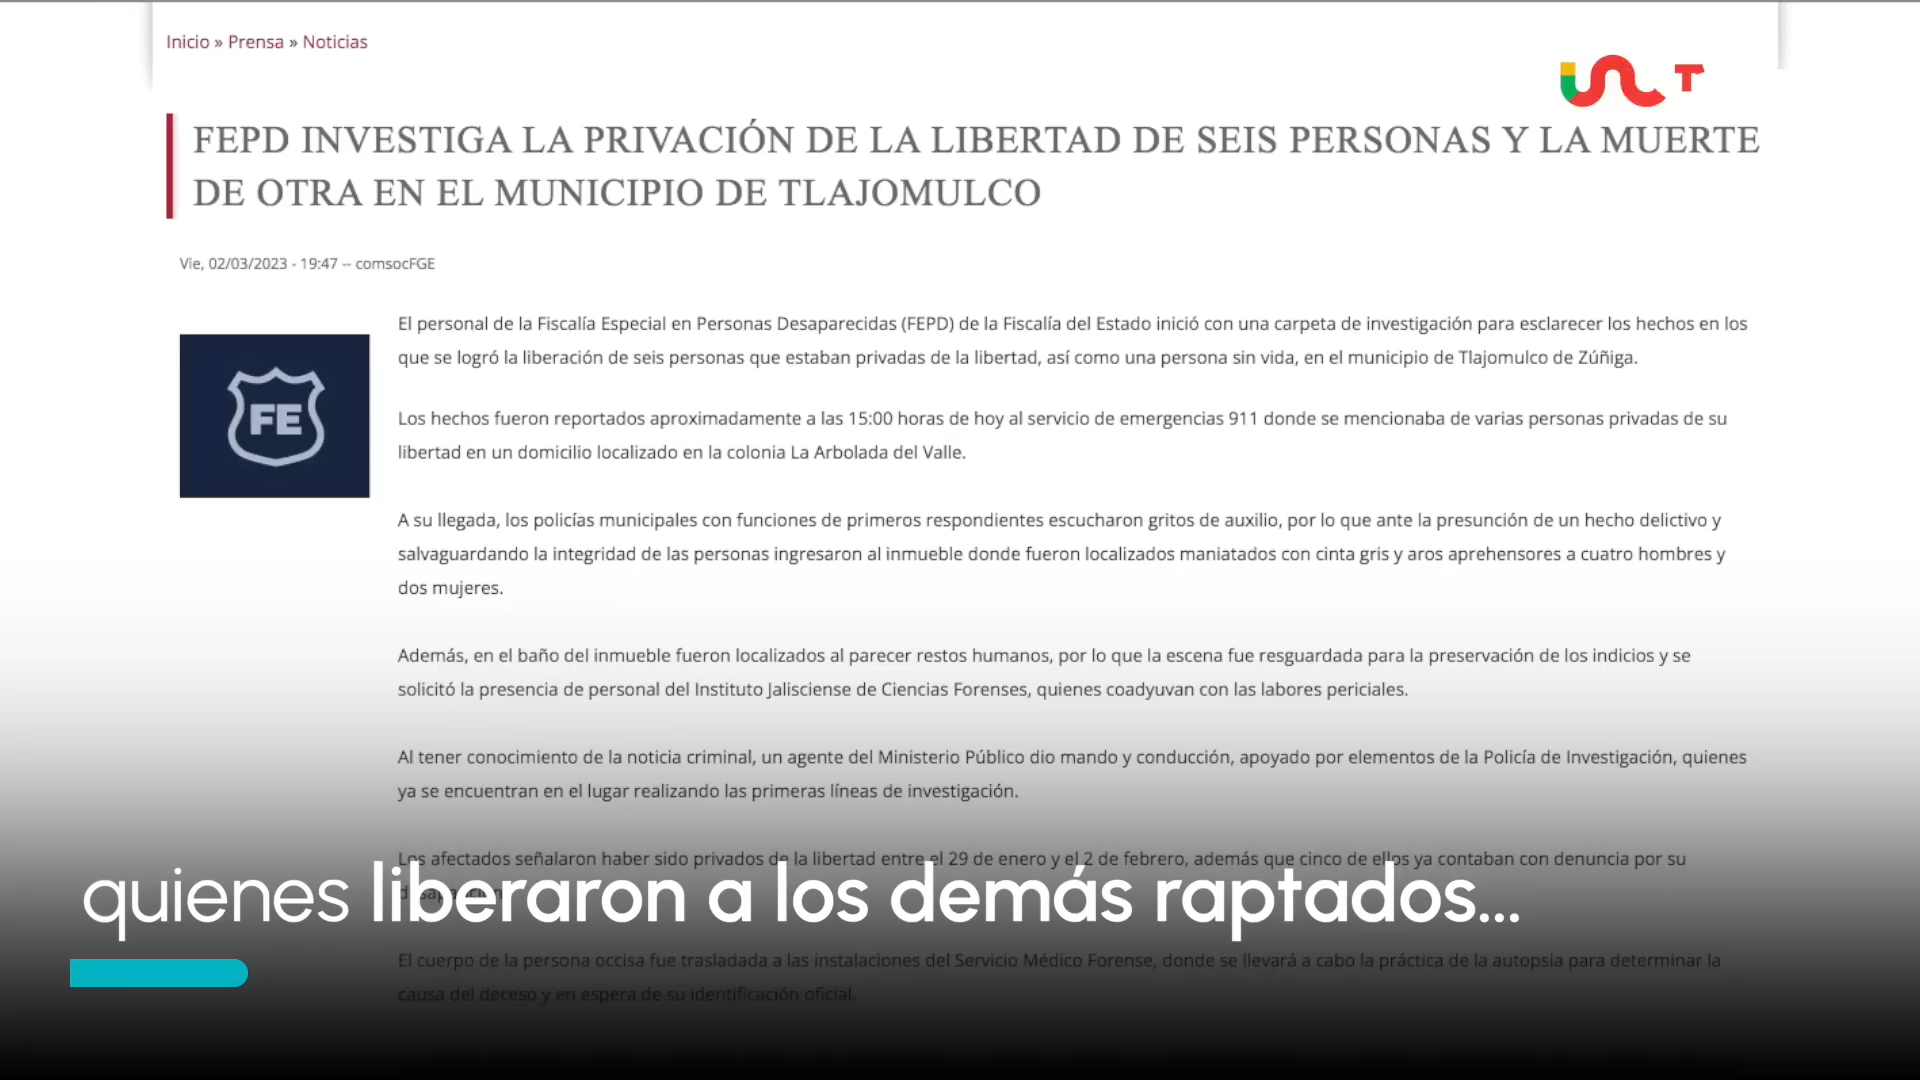 Inicio » Prensa » Noticias
FEPD INVESTIGA LA PRIVACIÓN DE LA LIBERTAD DE SEIS PERSONAS Y LA MUERTE
DE OTRA EN EL MUNICIPIO DE TLAJOMULCO
Vie, 02/03/2023 - 19:47 -- comsocFGE
FE
El personal de la Fiscalía Especial en Personas Desaparecidas (FEPD) de la Fiscalía del Estado inició con una carpeta de investigación para esclarecer los hechos en los
que se logró la liberación de seis personas que estaban privadas de la libertad, así como una persona sin vida, en el municipio de Tlajomulco de Zúñiga.
Los hechos fueron reportados aproximadamente a las 15:00 horas de hoy al servicio de emergencias 911 donde se mencionaba de varias personas privadas de su
libertad en un domicilio localizado en la colonia La Arbolada del Valle.
A su llegada, los policías municipales con funciones de primeros respondientes escucharon gritos de auxilio, por lo que ante la presunción de un hecho delictivo y
salvaguardando la integridad de las personas ingresaron al inmueble donde fueron localizados maniatados con cinta gris y aros aprehensores a cuatro hombres y
dos mujeres.
Además, en el baño del inmueble fueron localizados al parecer restos humanos, por lo que la escena fue resguardada para la preservación de los indicios y se
solicitó la presencia de personal del Instituto Jalisciense de Ciencias Forenses, quienes coadyuvan con las labores periciales.
Al tener conocimiento de la noticia criminal, un agente del Ministerio Público dio mando y conducción, apoyado por elementos de la Policía de Investigación, quienes
ya se encuentran en el lugar realizando las primeras líneas de investigación.
Los afectados señalaron haber sido privados de la libertad entre el 29 de enero y el 2 de febrero, además que cinco de ellos ya contaban con denuncia por su
quienes liberaron a los demás raptados...
El cuerpo de la persona occisa fue trasladada a las instalaciones del Servicio Médico Forense, donde se llevará a cabo la práctica de la autopsia para determinar la
causa del deceso y en espera de su identificación oficial.